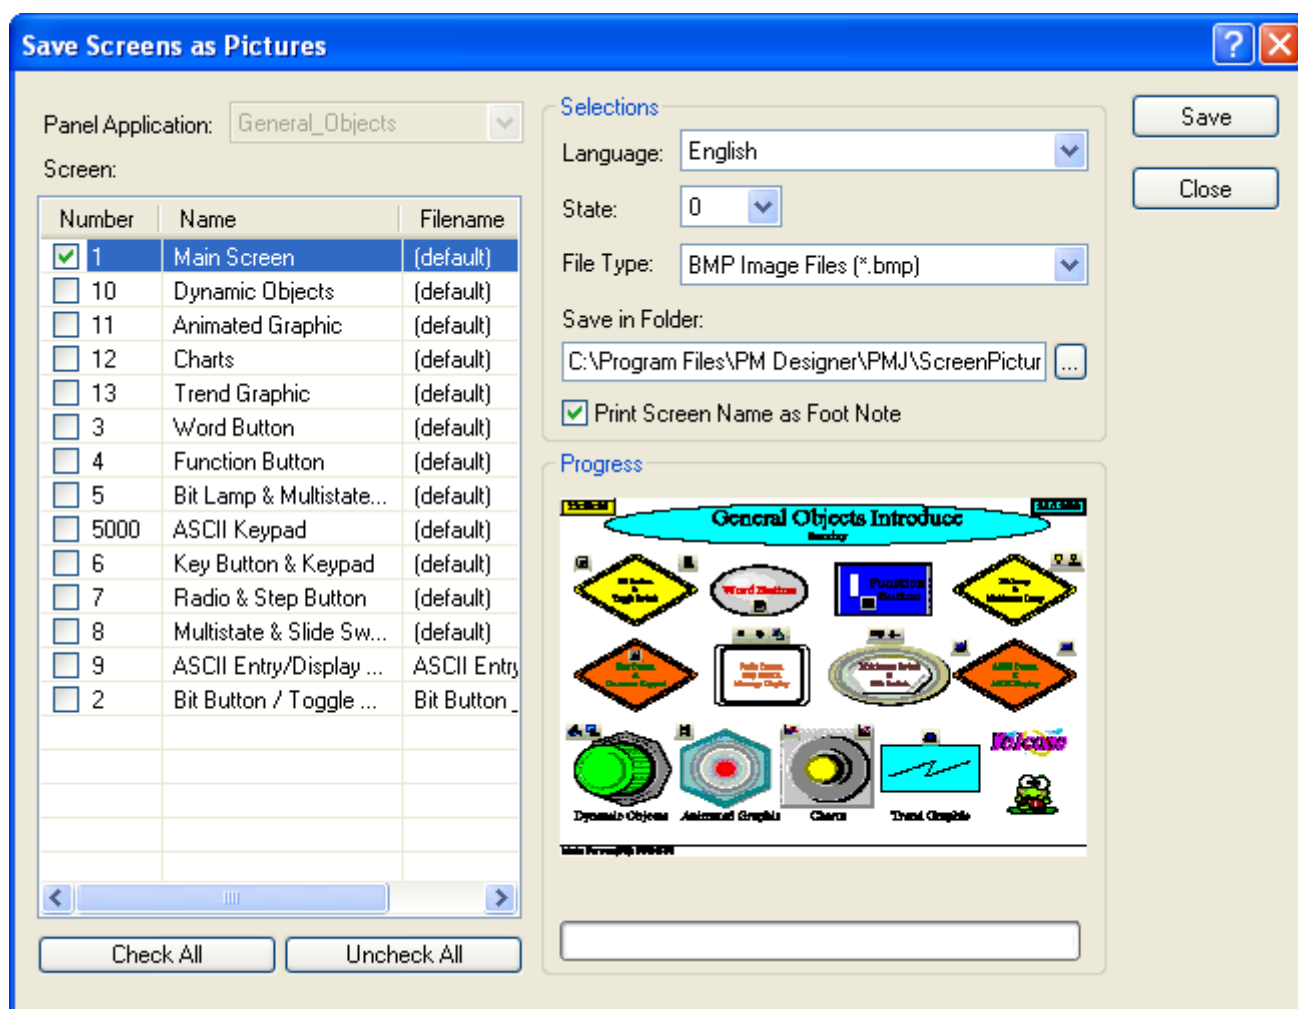 Save Screens as Pictures
Panel Application: General_Objects
Screen:
Number Name Filename
1 Main Screen (default)
10 Dynamic Objects (default)
11 Animated Graphic (default)
12 Charts (default)
13 Trend Graphic (default)
3 Word Button (default)
4 Function Button (default)
5 Bit Lamp & Multistate... (default)
5000 ASCII Keypad (default)
6 Key Button & Keypad (default)
7 Radio & Step Button (default)
8 Multistate & Slide Sw... (default)
9 ASCII Entry/Display ... ASCII Entry
2 Bit Button / Toggle ... Bit Button _
Check All Uncheck All
Selections
Language: English
State: 0
File Type: BMP Image Files (*.bmp)
Save in Folder:
C:\Program Files\PM Designer\PMJ\ScreenPictur ...
Print Screen Name as Foot Note
Progress
General Objects Introduce
Word Button
Function
Button
Dynamic Objects Animated Graphic Charts Trend Graphic
Save
Close